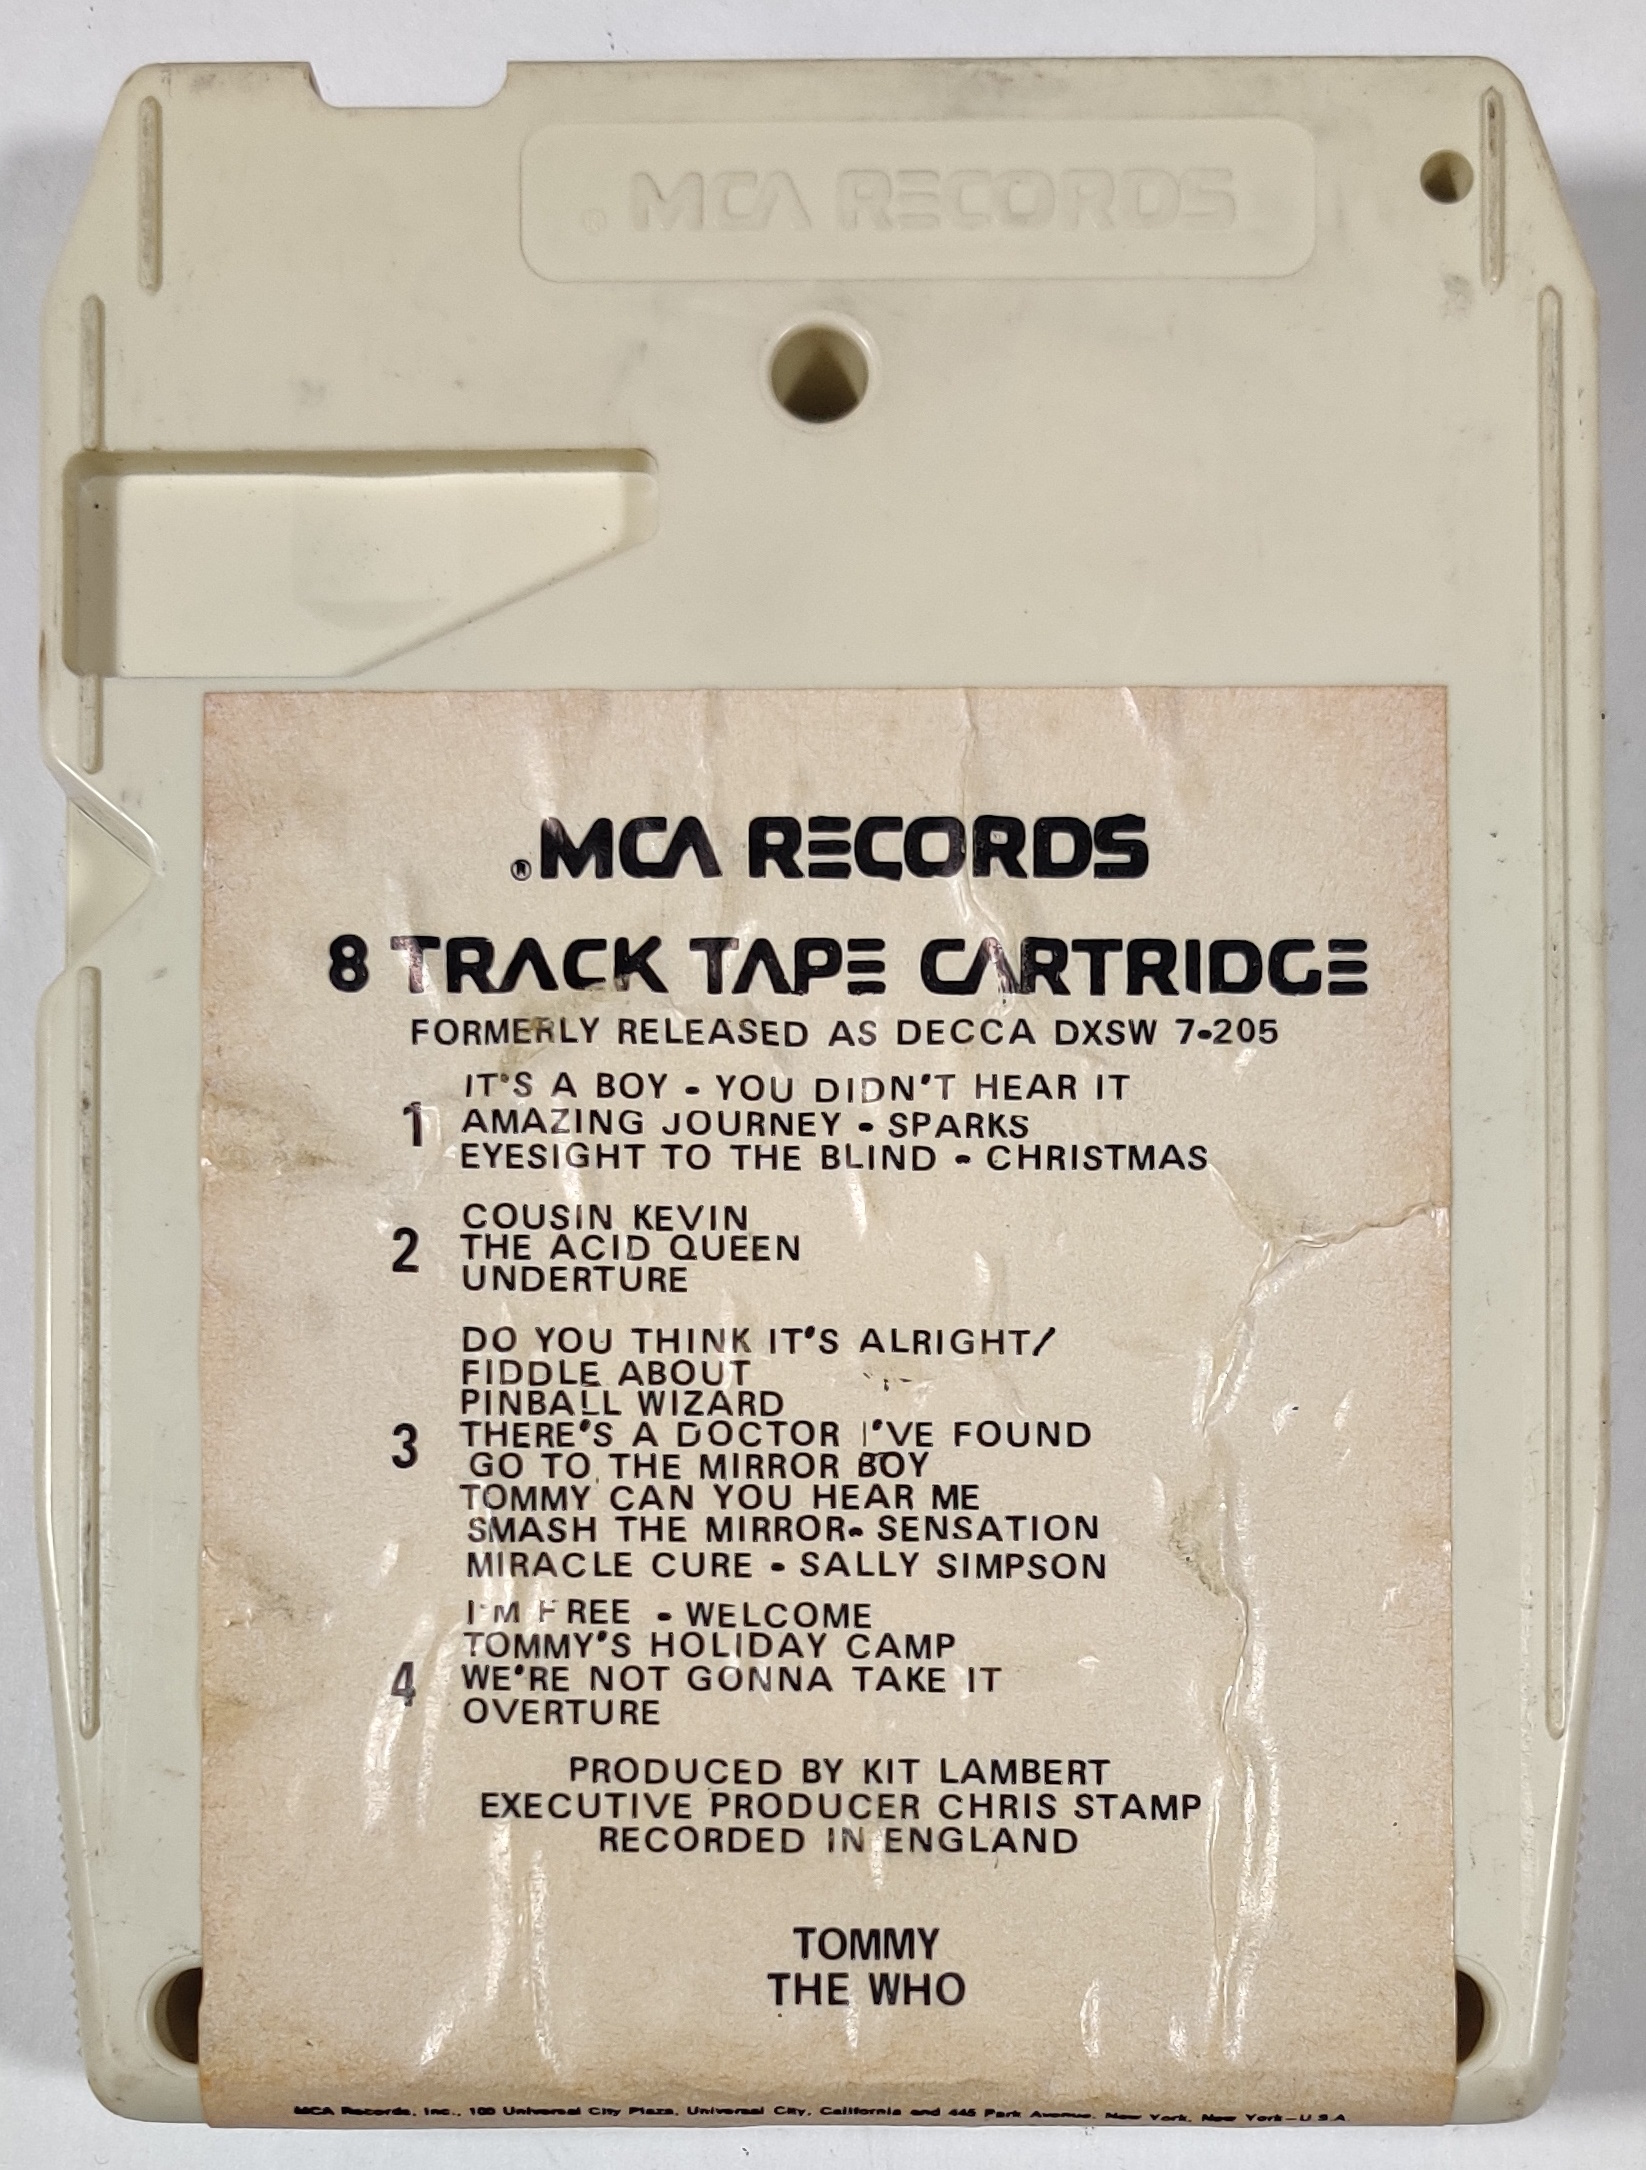 ® MCA RECORDS
® MCA RECORDS
8 TRACK TAPE CARTRIDGE
FORMERLY RELEASED AS DECCA DXSW 7-205
1
IT'S A BOY - YOU DIDN'T HEAR IT
AMAZING JOURNEY - SPARKS
EYESIGHT TO THE BLIND - CHRISTMAS
2
COUSIN KEVIN
THE ACID QUEEN
UNDERTURE
3
DO YOU THINK IT'S ALRIGHT/
FIDDLE ABOUT
PINBALL WIZARD
THERE'S A DOCTOR I'VE FOUND
GO TO THE MIRROR BOY
TOMMY CAN YOU HEAR ME
SMASH THE MIRROR- SENSATION
MIRACLE CURE - SALLY SIMPSON
4
I'M FREE - WELCOME
TOMMY'S HOLIDAY CAMP
WE'RE NOT GONNA TAKE IT
OVERTURE
PRODUCED BY KIT LAMBERT
EXECUTIVE PRODUCER CHRIS STAMP
RECORDED IN ENGLAND
TOMMY
THE WHO
MCA Records, Inc., 100 Universal City Plaza, Universal City, California and 445 Park Avenue, New York, New York-U.S.A.